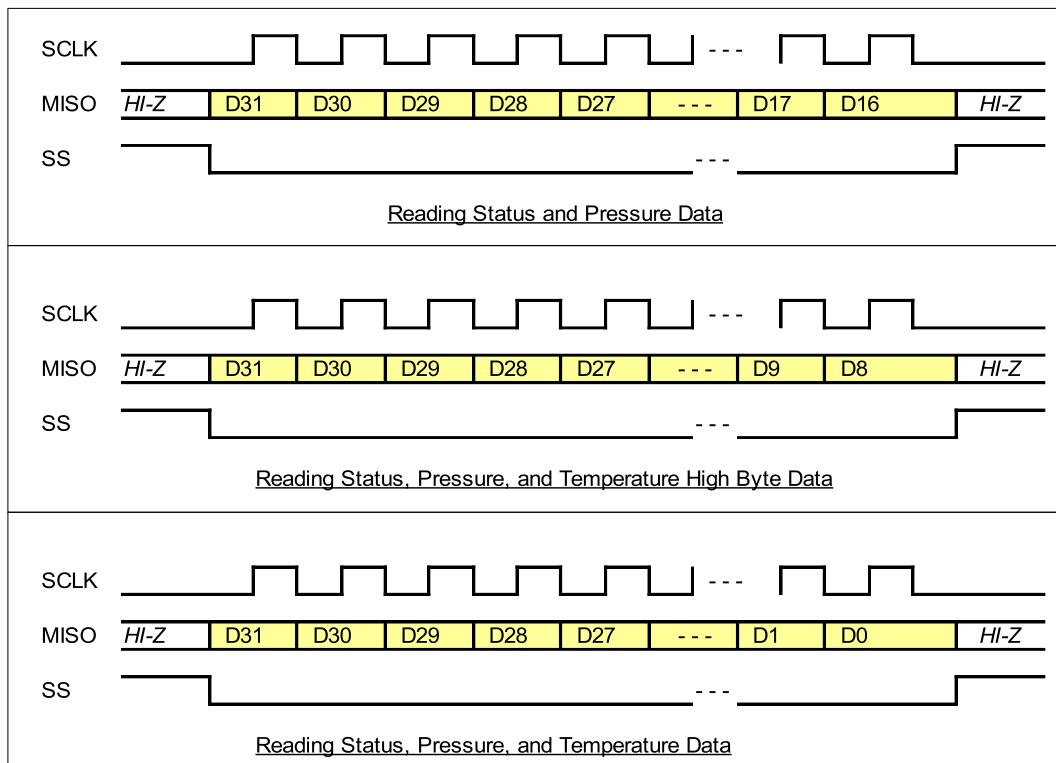 SCLK - - -
MISO HI-Z D31 D30 D29 D28 D27 - - - D17 D16 HI-Z
SS - - -
Reading Status and Pressure Data
SCLK - - -
MISO HI-Z D31 D30 D29 D28 D27 - - - D9 D8 HI-Z
SS - - -
Reading Status, Pressure, and Temperature High Byte Data
SCLK - - -
MISO HI-Z D31 D30 D29 D28 D27 - - - D1 D0 HI-Z
SS - - -
Reading Status, Pressure, and Temperature Data